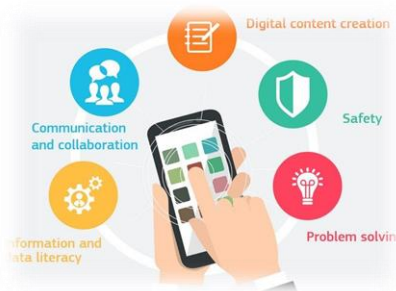 Digital content creation
Communication
and collaboration
Safety
Problem solvin
nformation and
ata literacy